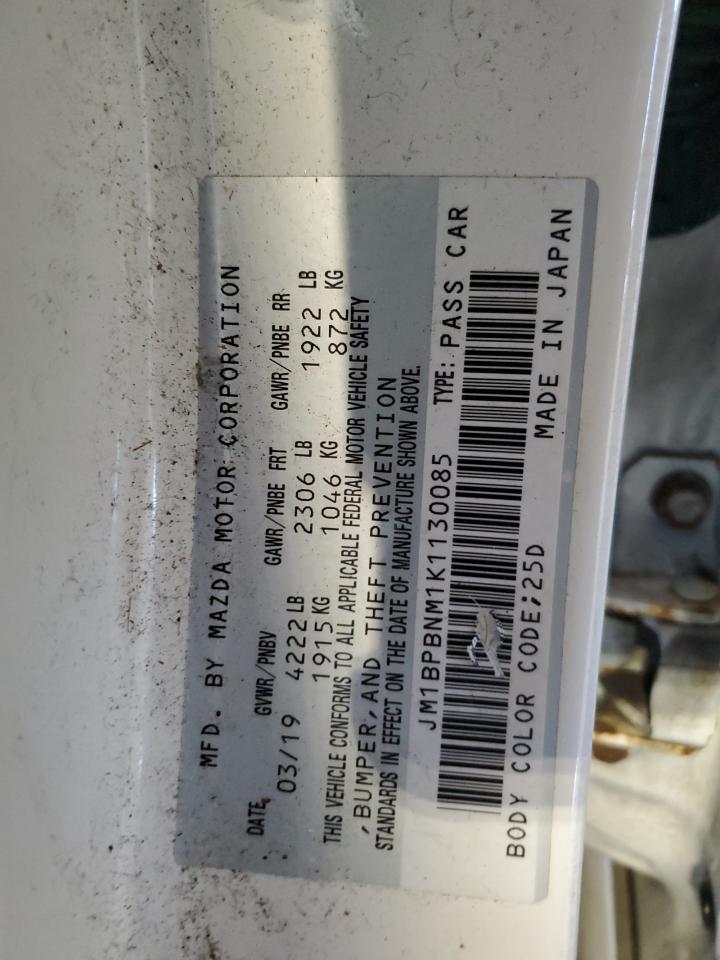 MFD. BY MAZDA MOTOR CORPORATION
DATE GVWR/PNBV GAWR/PNBE FRT GAWR/PNBE RR
03/19 4222 LB 2306 LB 1922 LB
1915 KG 1046 KG 872 KG
THIS VEHICLE CONFORMS TO ALL APPLICABLE FEDERAL MOTOR VEHICLE SAFETY
,BUMPER,AND THEFT PREVENTION
STANDARDS IN EFFECT ON THE DATE OF MANUFACTURE SHOWN ABOVE.
JM1BPBNM1K1130085 TYPE: PASS CAR
BODY COLOR CODE;25D MADE IN JAPAN